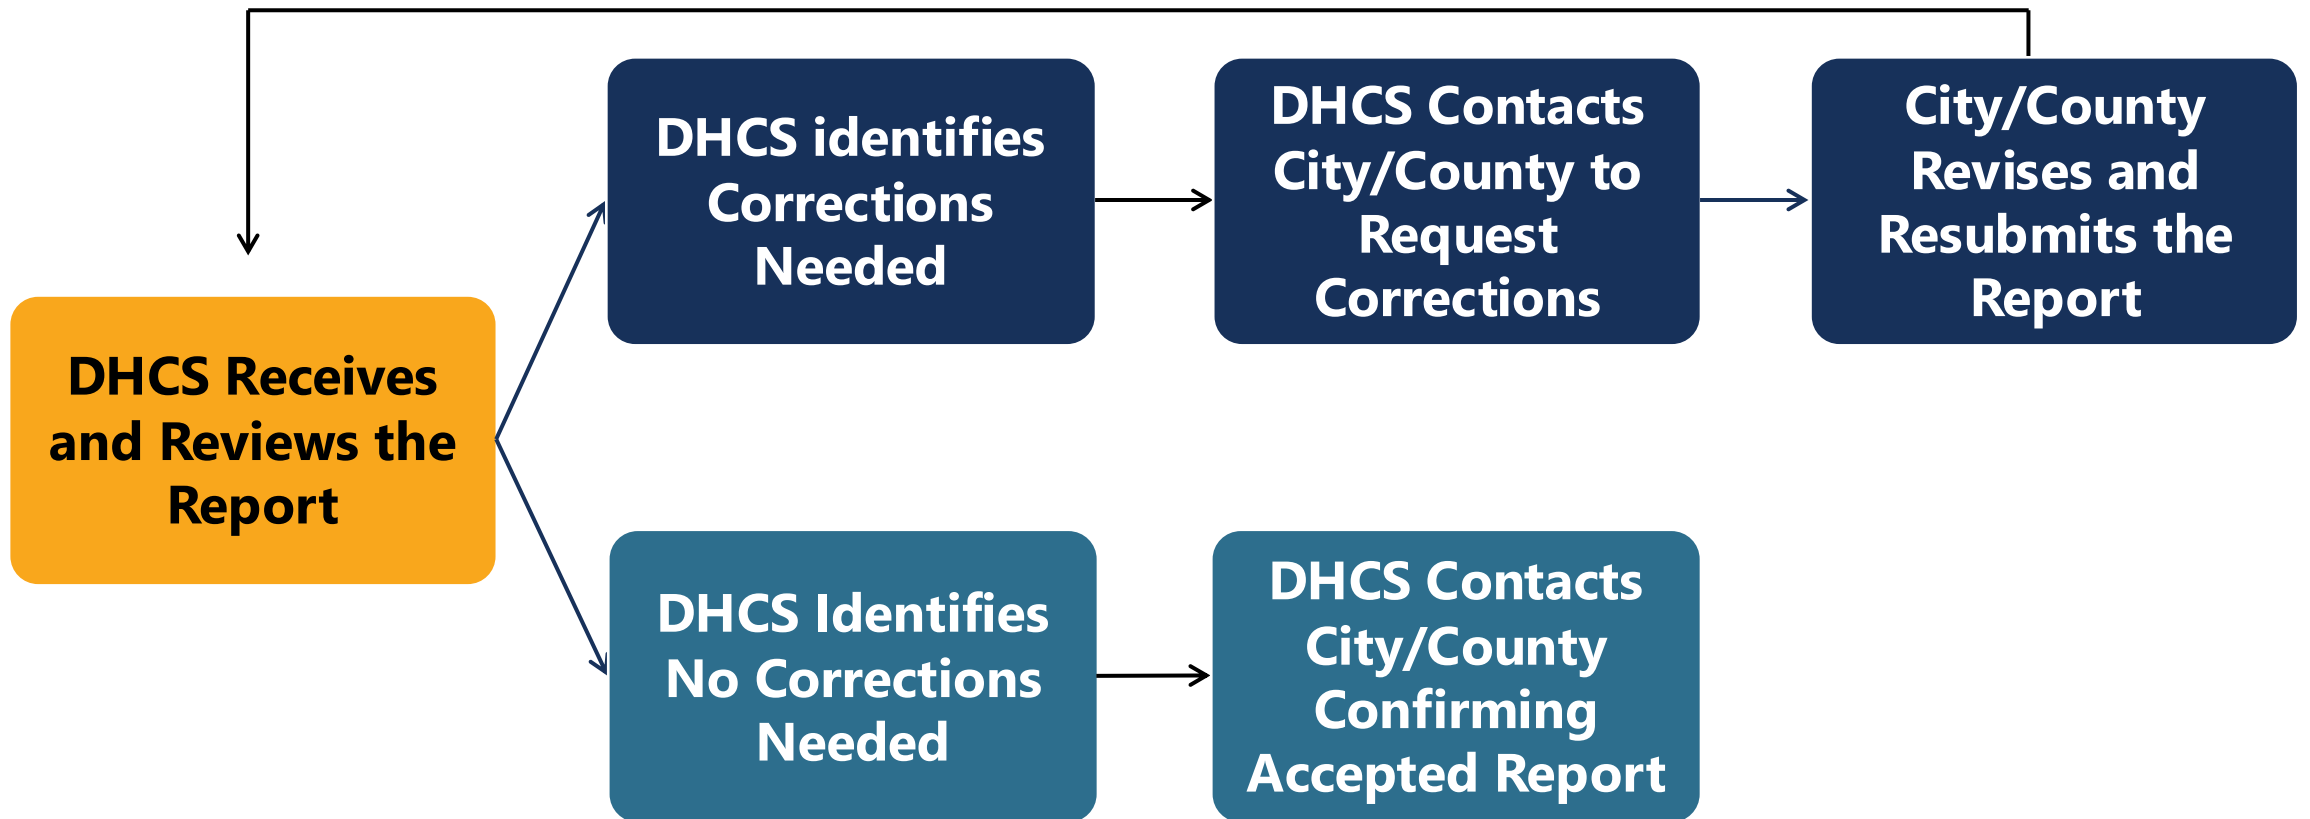 DHCS Receives
and Reviews the
Report
DHCS identifies
Corrections
Needed
DHCS Contacts
City/County to
Request
Corrections
City/County
Revises and
Resubmits the
Report
DHCS Identifies
No Corrections
Needed
DHCS Contacts
City/County
Confirming
Accepted Report